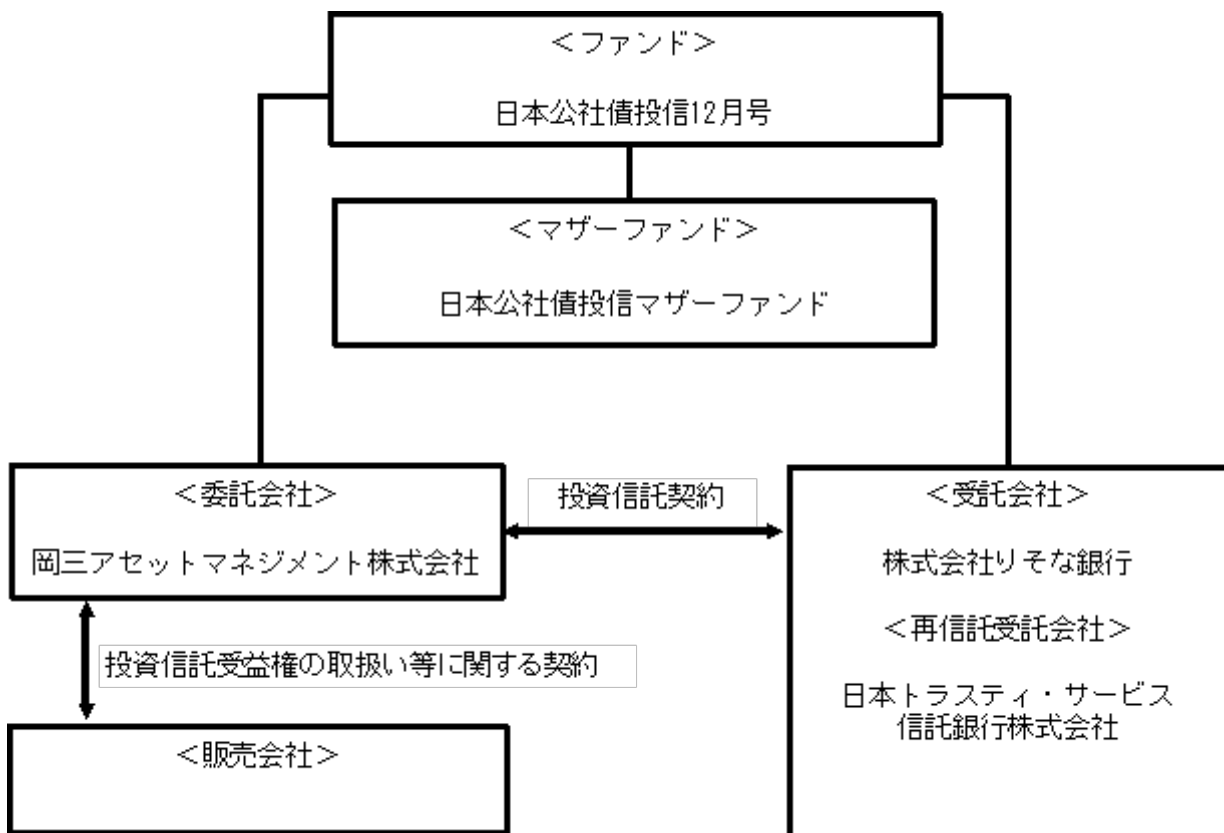 ＜ファンド＞
日本公社債投信12月号
＜マザーファンド＞
日本公社債投信マザーファンド
＜委託会社＞
岡三アセットマネジメント株式会社
投資信託契約
＜受託会社＞
株式会社りそな銀行
＜再信託受託会社＞
日本トラスティ・サービス
信託銀行株式会社
投資信託受益権の取扱い等に関する契約
＜販売会社＞